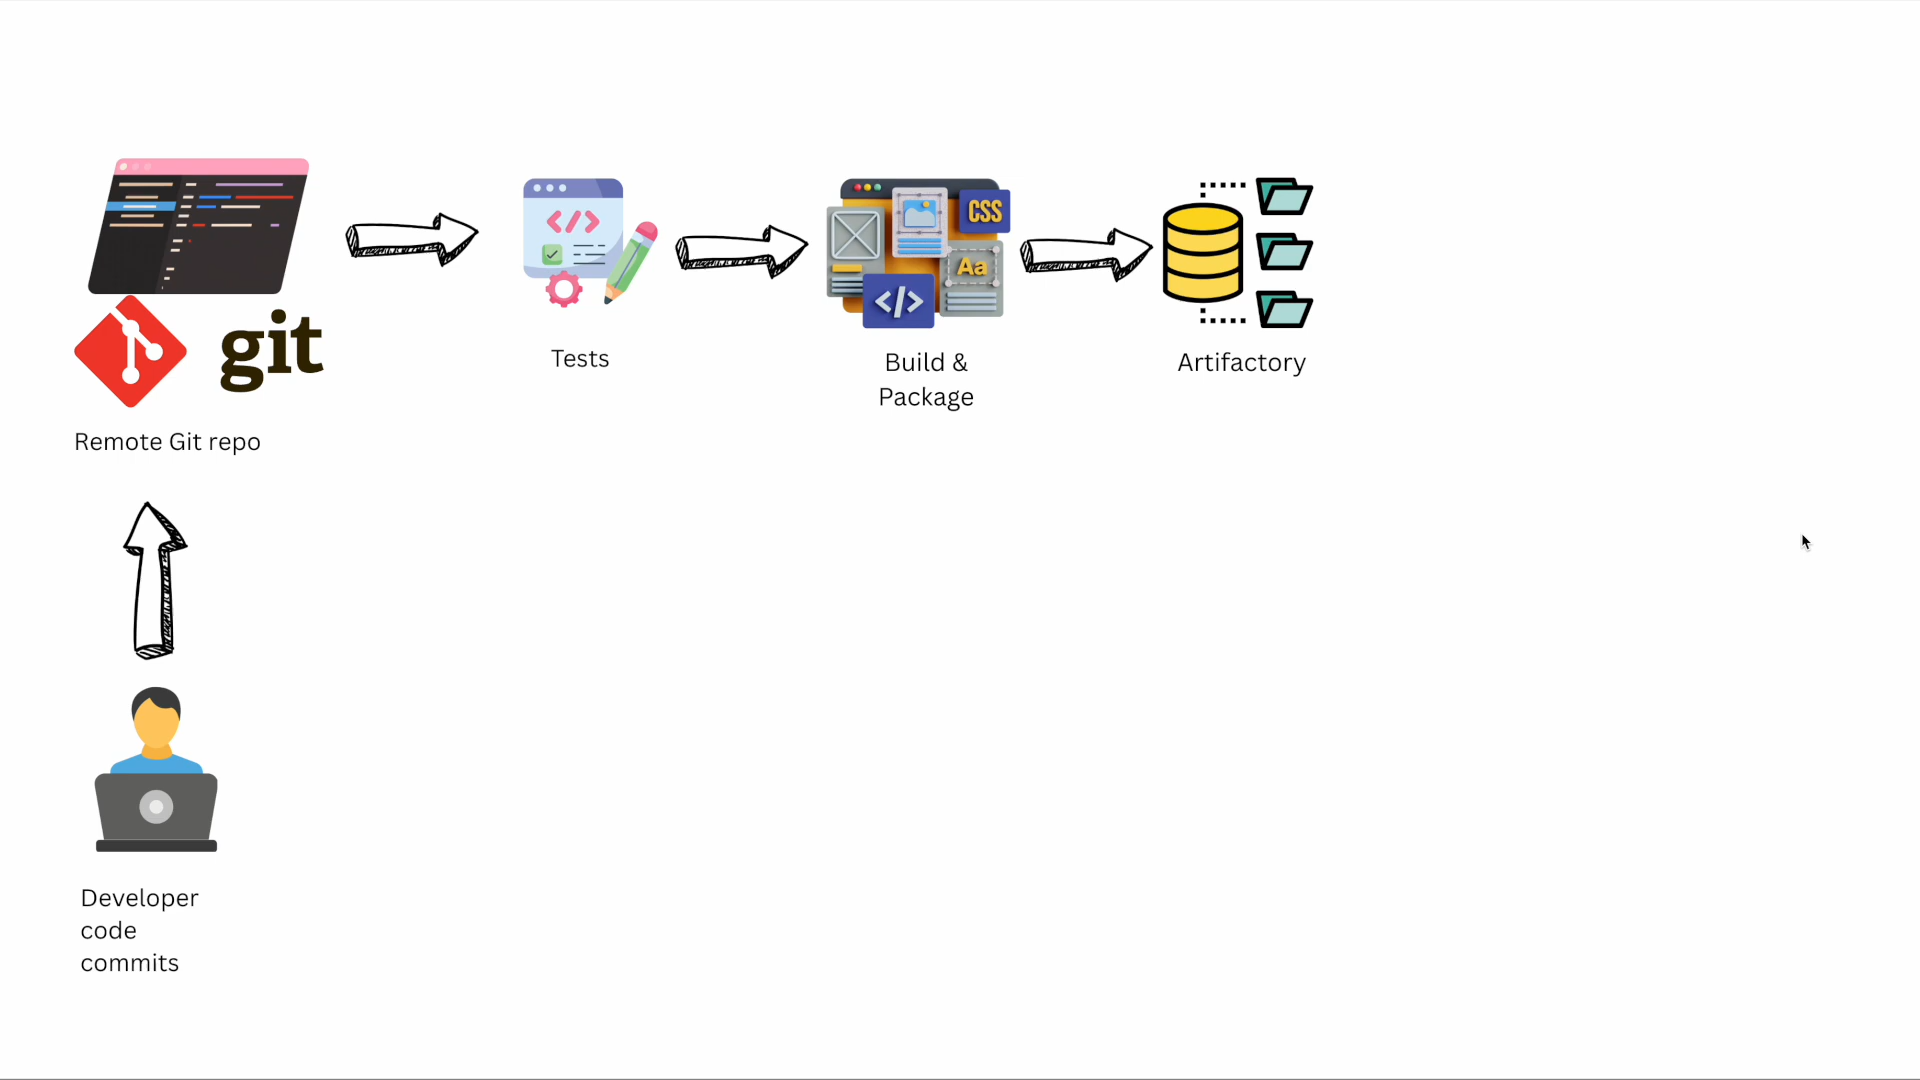 git
Remote Git repo
</>
Tests
CSS
Aa
</>
Build &
Package
Artifactory
Developer
code
commits